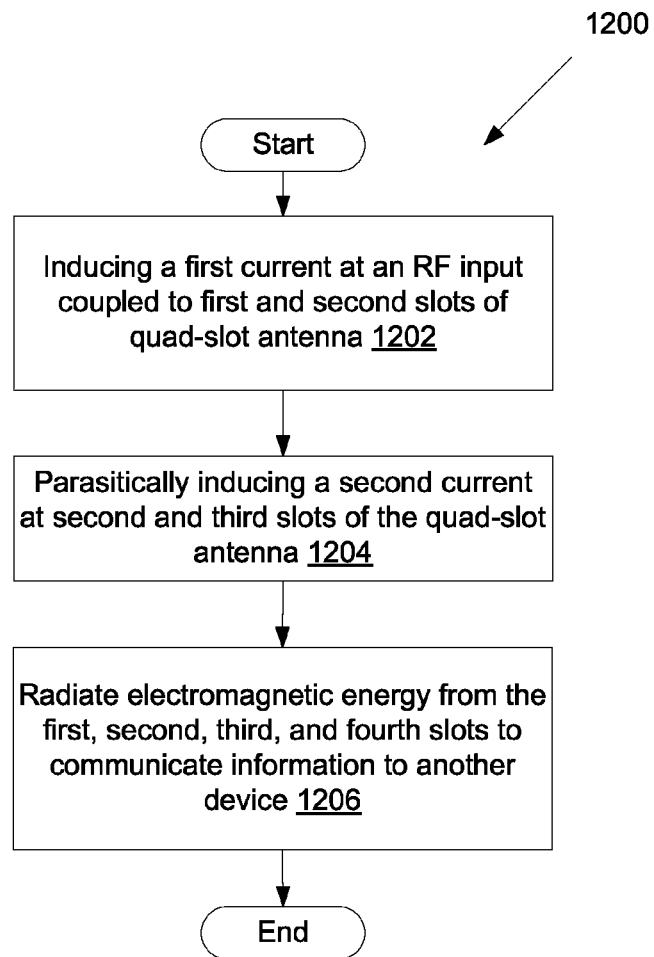 1200
Start
Inducing a first current at an RF input
coupled to first and second slots of
quad-slot antenna 1202
Parasitically inducing a second current
at second and third slots of the quad-slot
antenna 1204
Radiate electromagnetic energy from the
first, second, third, and fourth slots to
communicate information to another
device 1206
End